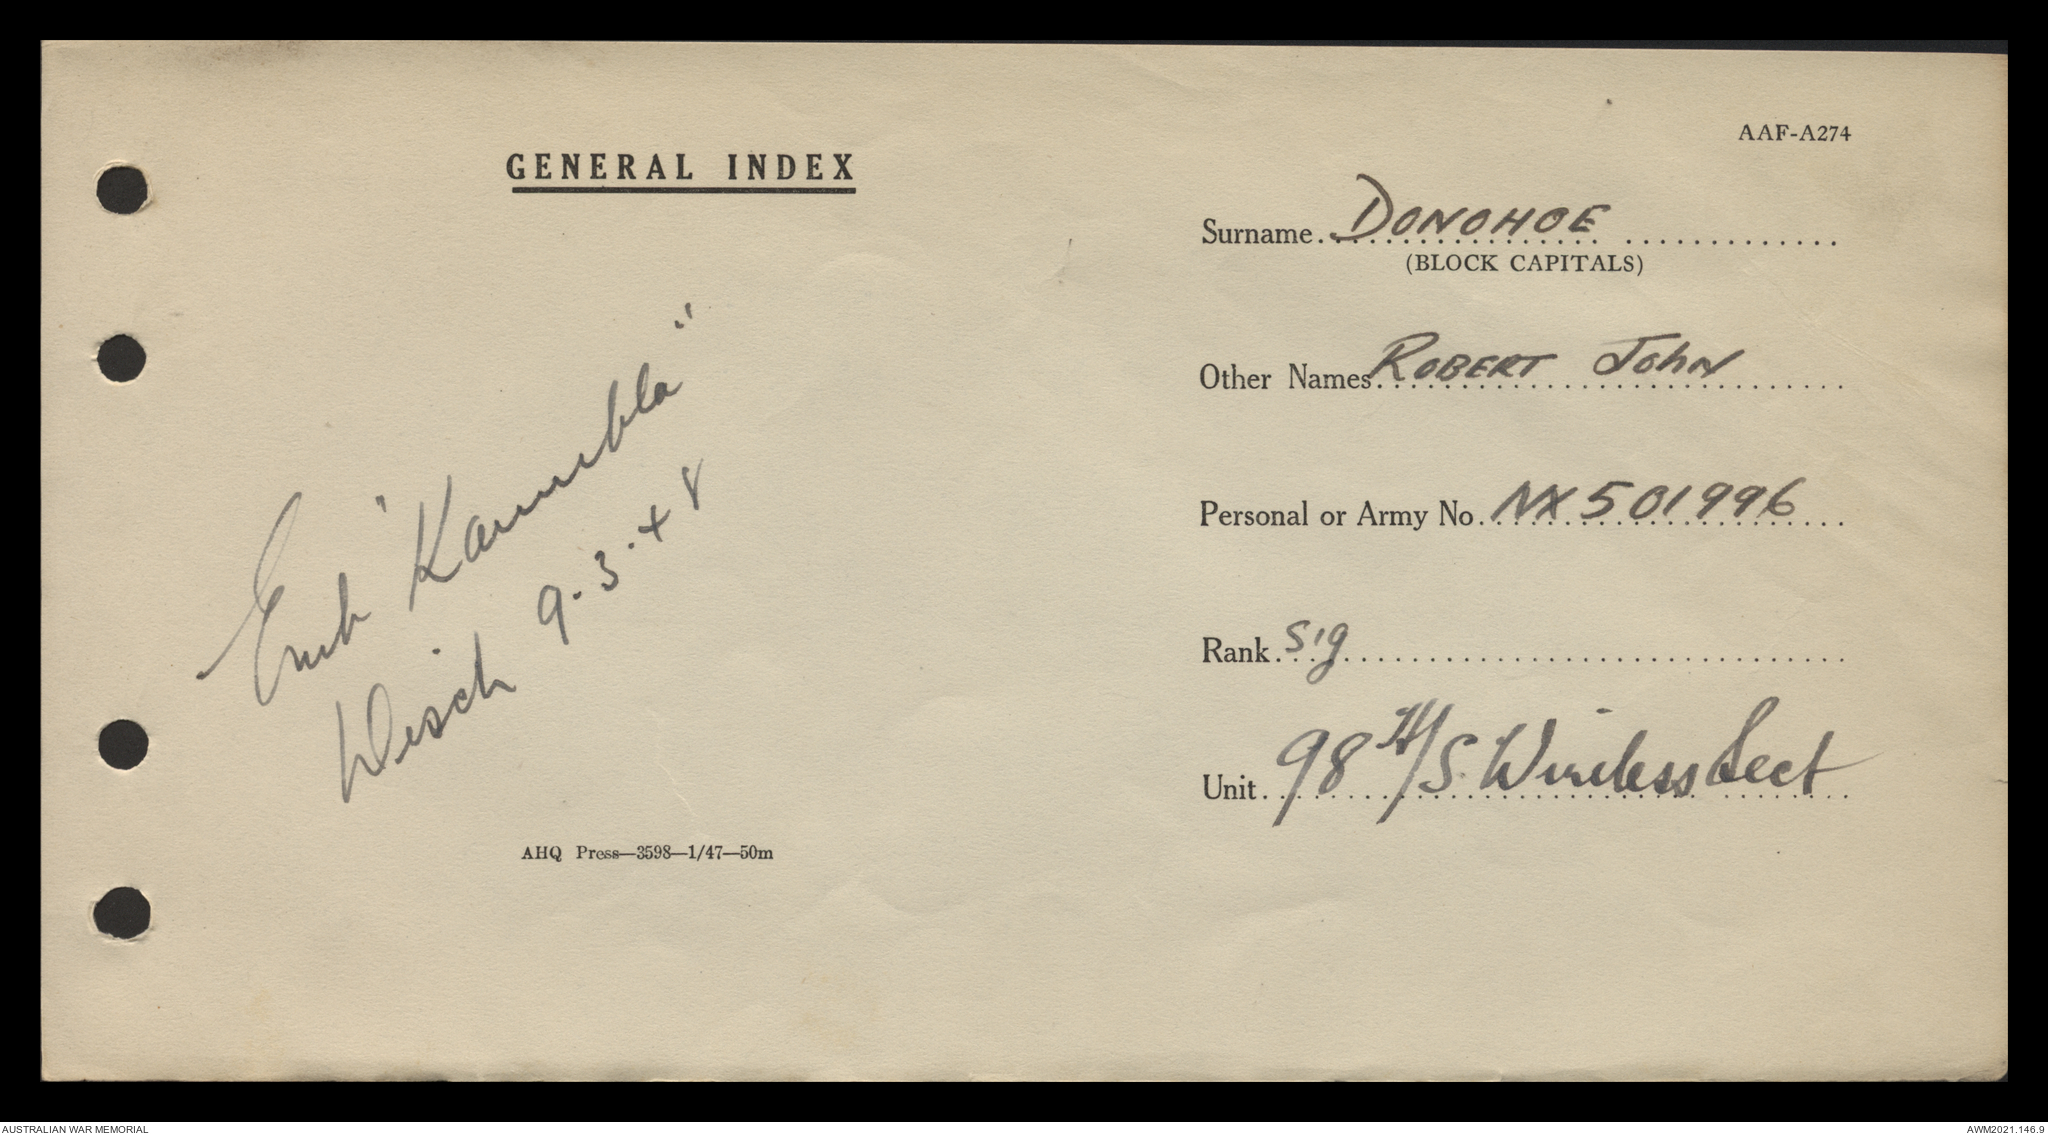 AAF-A274
GENERAL INDEX
Surname DONOHOE
(BLOCK CAPITALS)
Other Names ROBERT JOHN
Personal or Army No. NX501996
Rank Sig
Unit 98 H/S Wireless Sect
Emb "Kanimbla"
Disch 9.3.48
AHQ Press—3598—1/47—50m
AUSTRALIAN WAR MEMORIAL
AWM2021.146.9